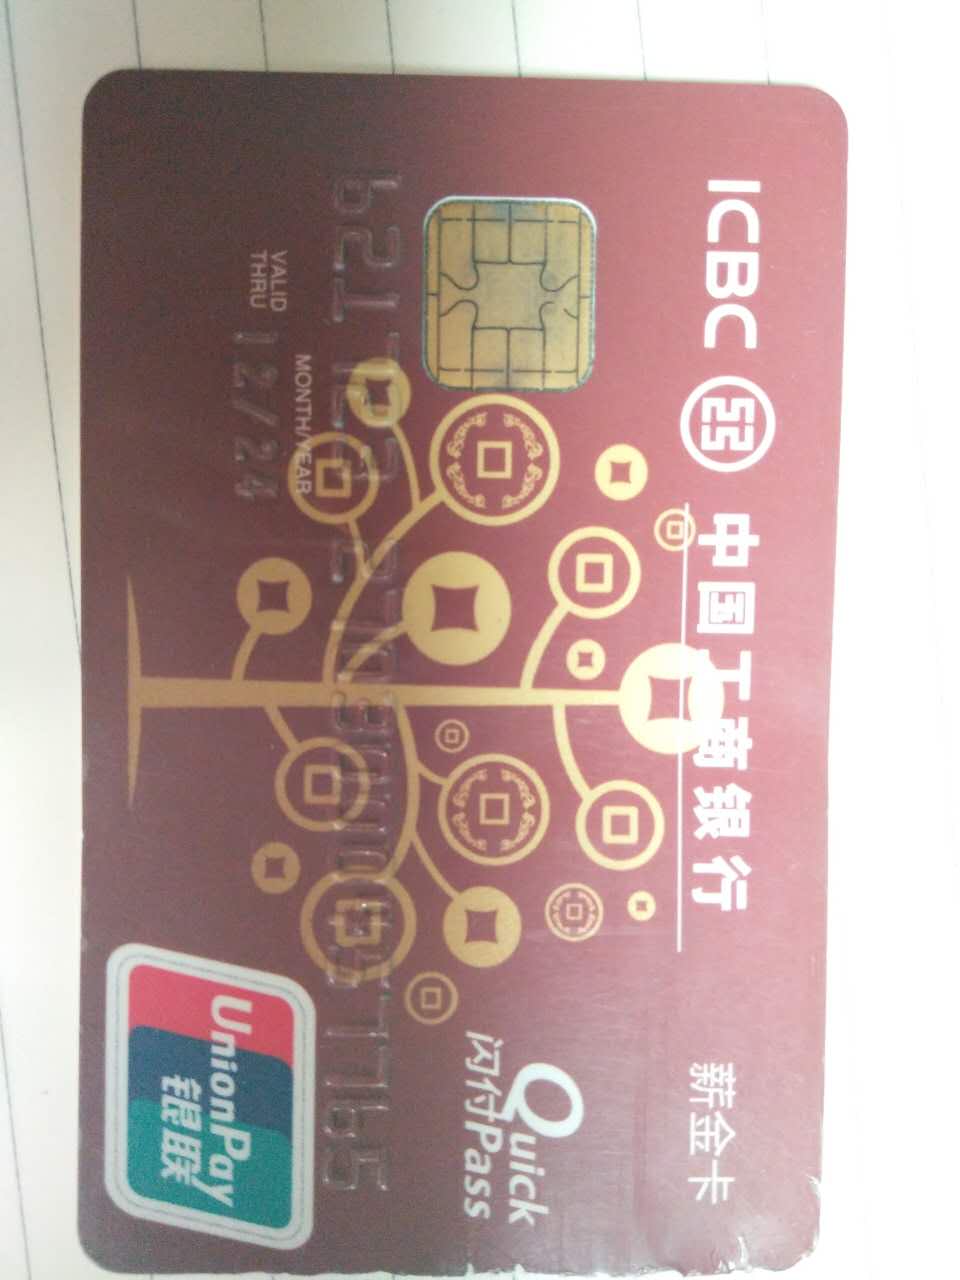 ICBC 中国工商银行
薪金卡
Quick
闪付Pass
VALID
THRU
MONTH/YEAR
12/24
UnionPay
银联